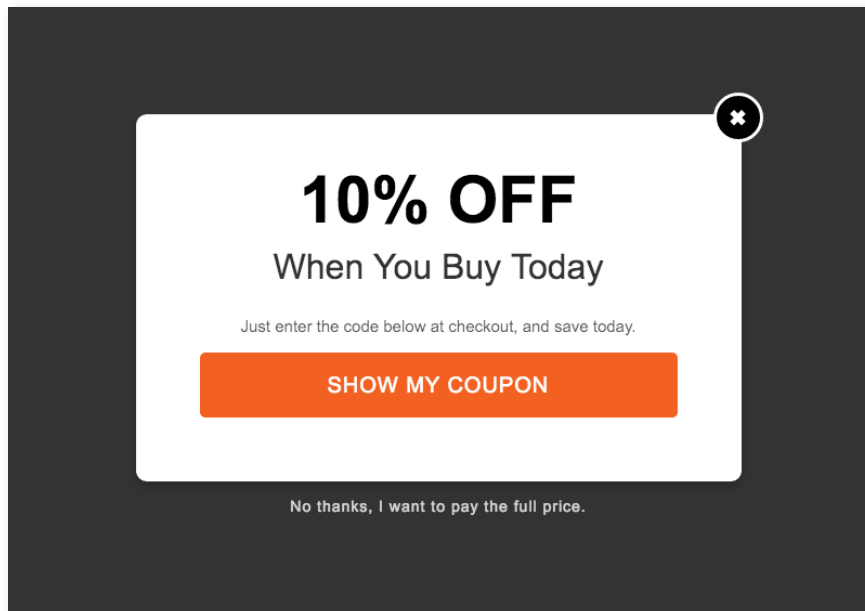 10% OFF
When You Buy Today
Just enter the code below at checkout, and save today.
SHOW MY COUPON
No thanks, I want to pay the full price.